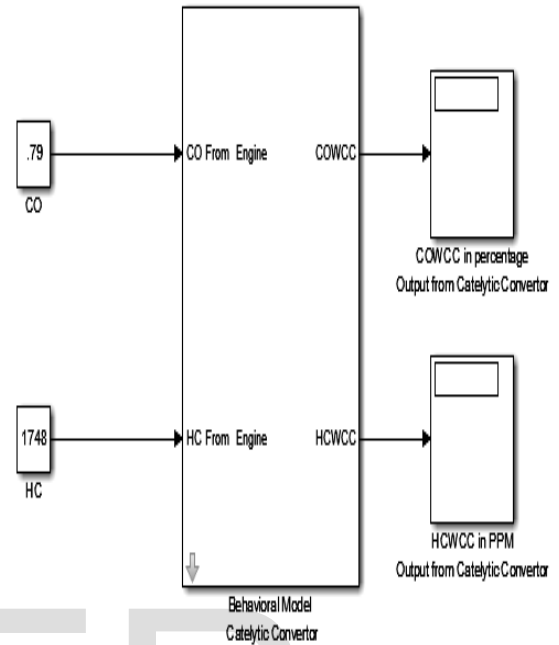 .79
CO
CO From Engine
COWCC
COWCC in percentage
Output from Catelytic Convertor
1748
HC
HC From Engine
HCWCC
HCWCC in PPM
Output from Catelytic Convertor
Behavioral Model
Catelytic Convertor